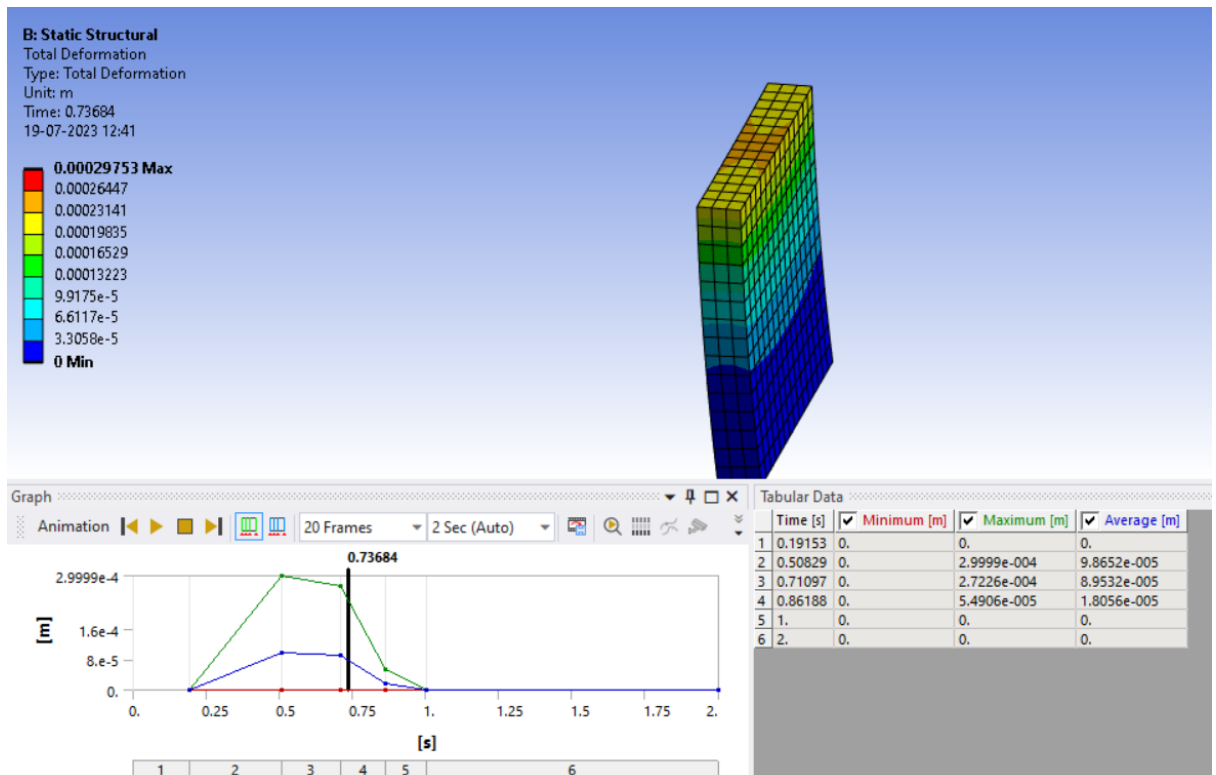 B: Static Structural
Total Deformation
Type: Total Deformation
Unit: m
Time: 0.73684
19-07-2023 12:41
0.00029753 Max
0.00026447
0.00023141
0.00019835
0.00016529
0.00013223
9.9175e-5
6.6117e-5
3.3058e-5
0 Min
Graph
Animation 20 Frames 2 Sec (Auto)
0.73684
2.9999e-4
[m]
1.6e-4
8.e-5
0.
0. 0.25 0.5 0.75 1. 1.25 1.5 1.75 2.
[s]
1 2 3 4 5 6
Tabular Data
Time [s] Minimum [m] Maximum [m] Average [m]
1 0.19153 0. 0. 0.
2 0.50829 0. 2.9999e-004 9.8652e-005
3 0.71097 0. 2.7226e-004 8.9532e-005
4 0.86188 0. 5.4906e-005 1.8056e-005
5 1. 0. 0. 0.
6 2. 0. 0. 0.